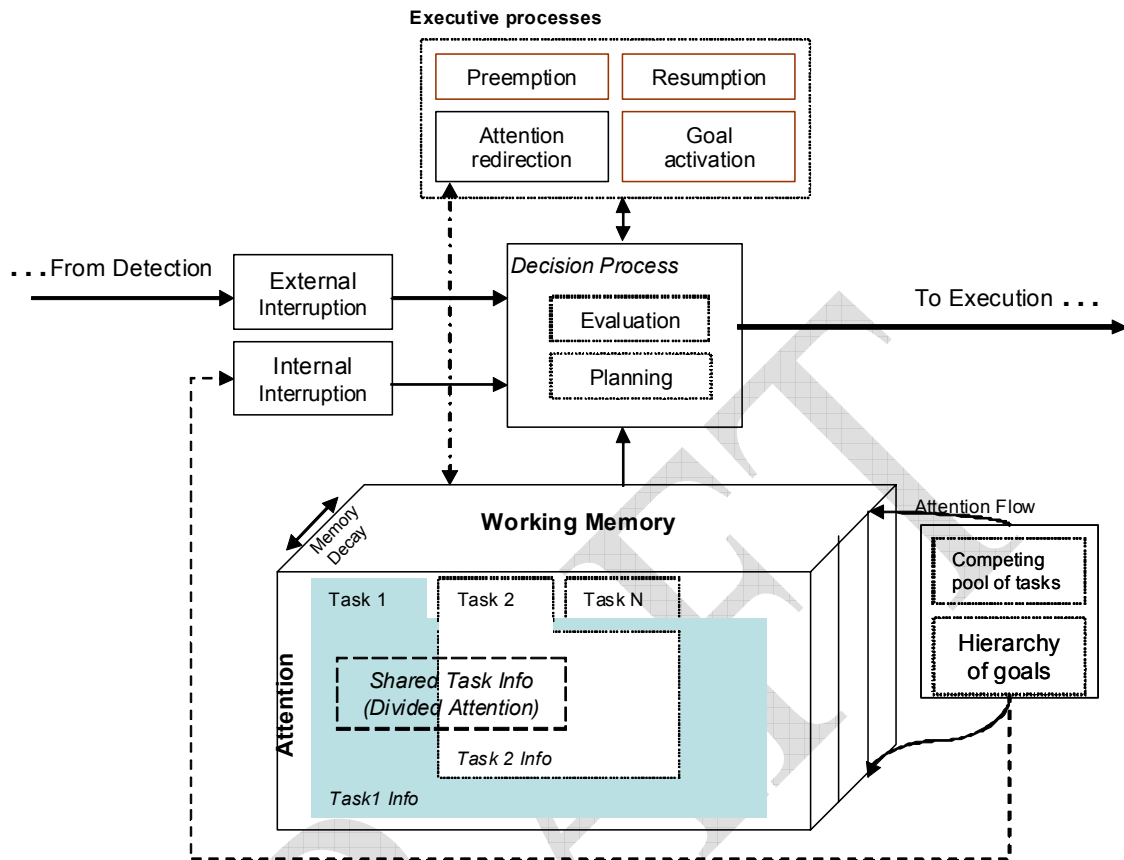 Executive processes
Preemption
Resumption
Attention
redirection
Goal
activation
. . .From Detection
External
Interruption
Internal
Interruption
Decision Process
Evaluation
Planning
To Execution . . .
Memory
Decay
Working Memory
Attention Flow
Competing
pool of tasks
Hierarchy
of goals
Attention
Task 1
Task 2
Task N
Shared Task Info
(Divided Attention)
Task 2 Info
Task1 Info
DRAFT